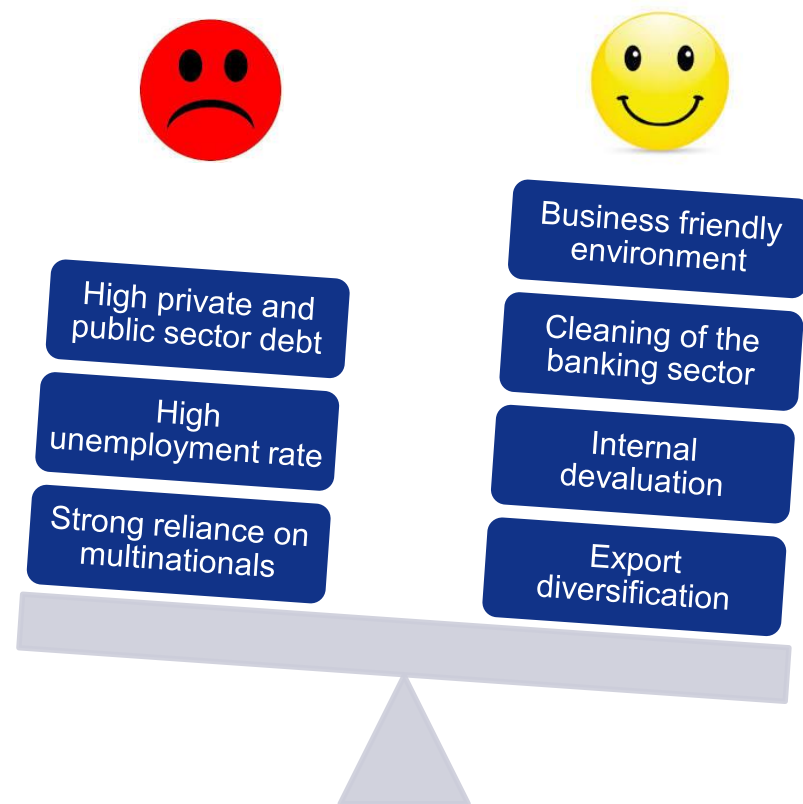 High private and
public sector debt
High
unemployment rate
Strong reliance on
multinationals
Business friendly
environment
Cleaning of the
banking sector
Internal
devaluation
Export
diversification